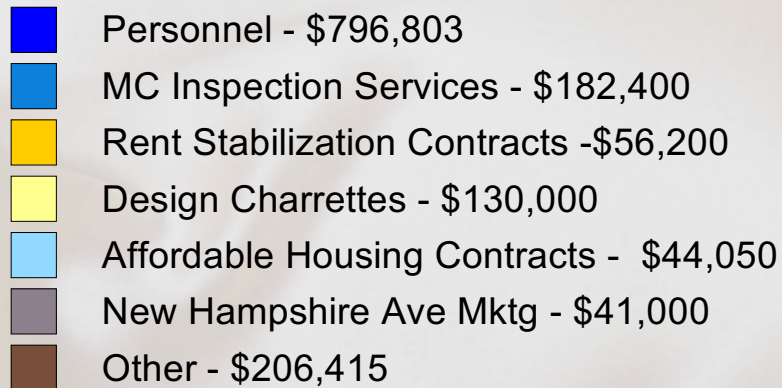 Personnel - $796,803
MC Inspection Services - $182,400
Rent Stabilization Contracts -$56,200
Design Charrettes - $130,000
Affordable Housing Contracts -  $44,050
New Hampshire Ave Mktg - $41,000
Other - $206,415